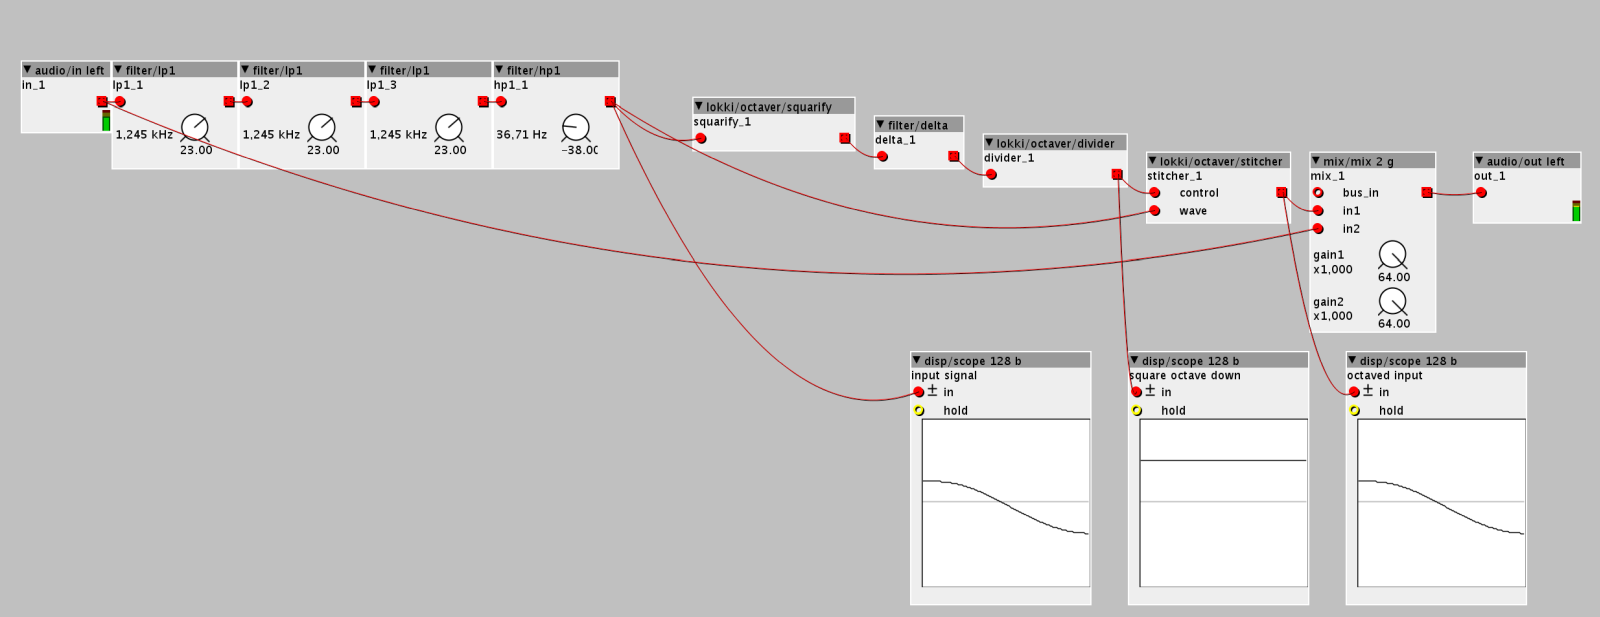 audio/in left
in_1
filter/lp1
lp1_1
1,245 kHz
23.00
filter/lp1
lp1_2
1,245 kHz
23.00
filter/lp1
lp1_3
1,245 kHz
23.00
filter/hp1
hp1_1
36,71 Hz
-38.00
lokki/octaver/squarify
squarify_1
filter/delta
delta_1
lokki/octaver/divider
divider_1
lokki/octaver/stitcher
stitcher_1
control
wave
mix/mix 2 g
mix_1
bus_in
in1
in2
gain1
x1,000
64.00
gain2
x1,000
64.00
audio/out left
out_1
disp/scope 128 b
input signal
± in
hold
disp/scope 128 b
square octave down
± in
hold
disp/scope 128 b
octaved input
± in
hold